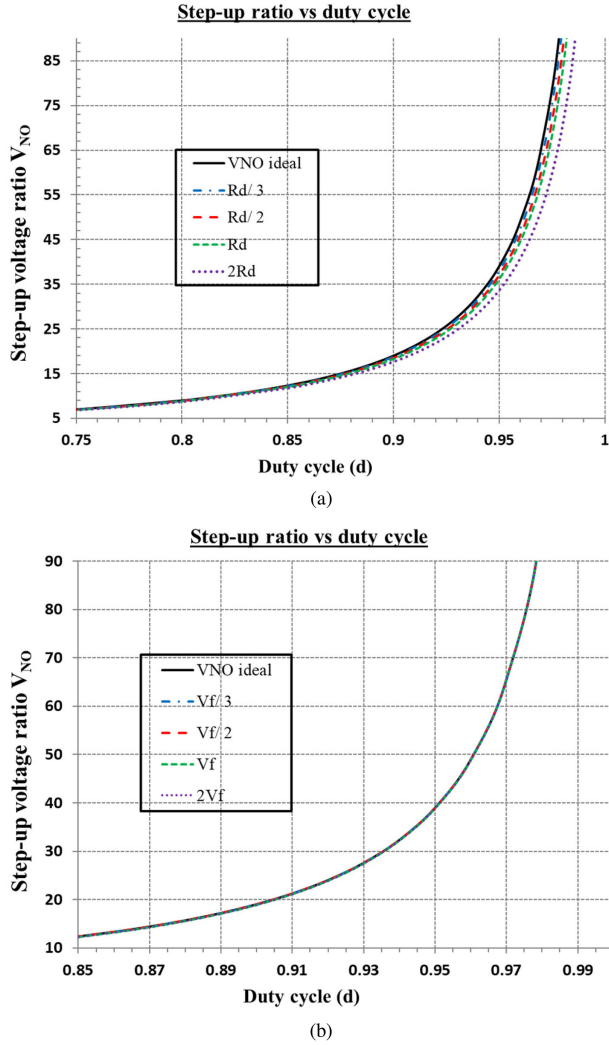 Step-up ratio vs duty cycle
Step-up voltage ratio VNO
85
75
65
55
45
35
25
15
5
VNO ideal
Rd/ 3
Rd/ 2
Rd
2Rd
0.75
0.8
0.85
0.9
0.95
1
Duty cycle (d)
(a)
Step-up ratio vs duty cycle
Step-up voltage ratio VNO
90
80
70
60
50
40
30
20
10
VNO ideal
Vf/ 3
Vf/ 2
Vf
2Vf
0.85
0.87
0.89
0.91
0.93
0.95
0.97
0.99
Duty cycle (d)
(b)